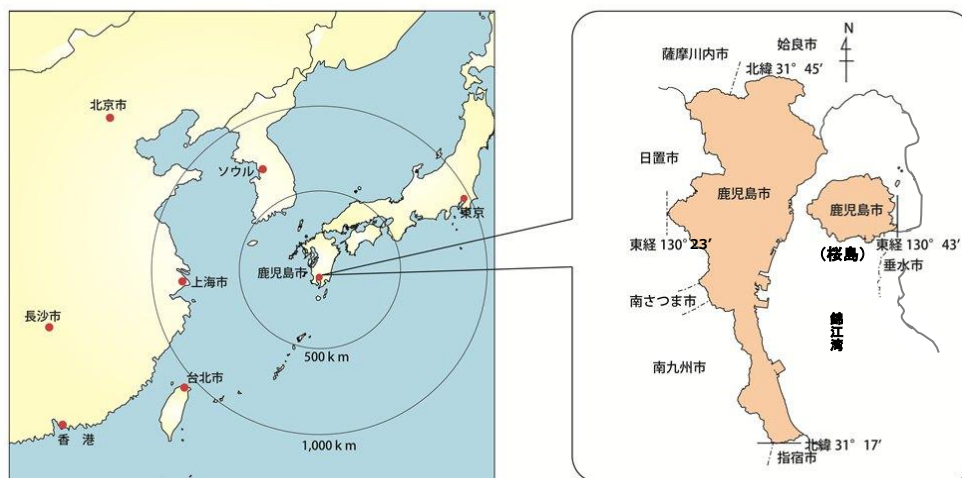 北京市
ソウル
東京
鹿児島市
上海市
長沙市
500ｋｍ
台北市
香 港
1,000ｋｍ
姶良市
N
薩摩川内市
北緯 31° 45′
日置市
鹿児島市
鹿児島市
東経 130° 23′
（桜島）
東経 130° 43′
垂水市
南さつま市
錦江湾
南九州市
北緯 31° 17′
指宿市